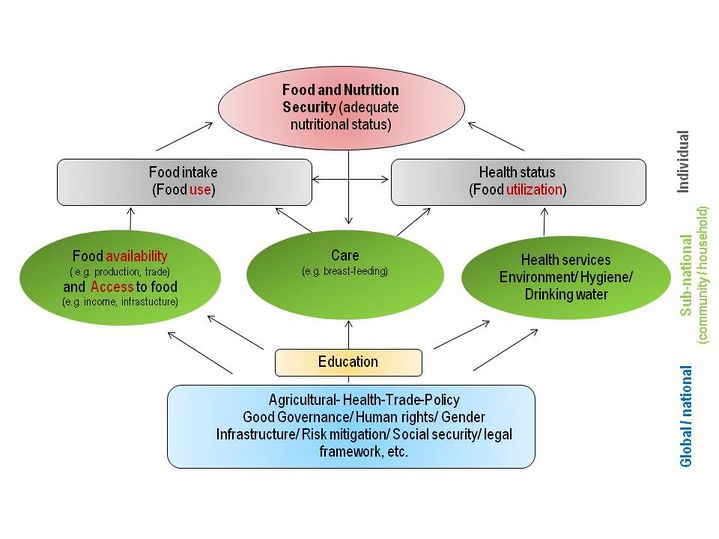 Food and Nutrition
Security (adequate
nutritional status)
Food intake
(Food use)
Health status
(Food utilization)
Food availability
( e.g. production, trade)
and Access to food
(e.g. income, infrastucture)
Care
(e.g. breast-feeding)
Health services
Environment/ Hygiene/
Drinking water
Education
Agricultural- Health-Trade-Policy
Good Governance/ Human rights/ Gender
Infrastructure/ Risk mitigation/ Social security/ legal
framework, etc.
Individual
Sub-national
(community / household)
Global / national